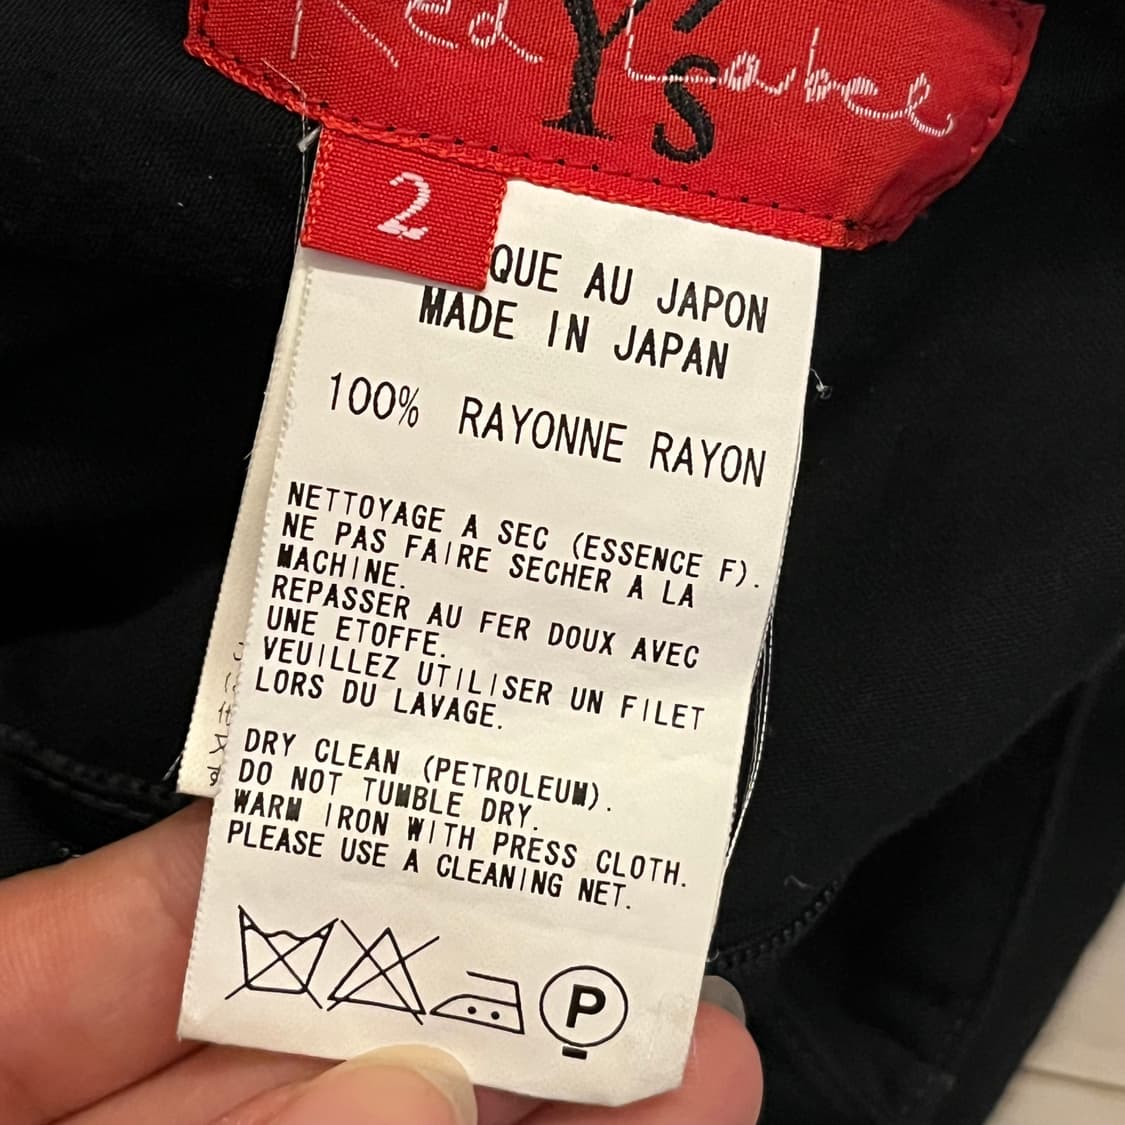 Red Label
Y's
2
QUE AU JAPON
MADE IN JAPAN
100% RAYONNE RAYON
NETTOYAGE A SEC (ESSENCE F).
NE PAS FAIRE SECHER A LA
MACHINE.
REPASSER AU FER DOUX AVEC
UNE ETOFFE.
VEUILLEZ UTILISER UN FILET
LORS DU LAVAGE.
DRY CLEAN (PETROLEUM).
DO NOT TUMBLE DRY.
WARM IRON WITH PRESS CLOTH.
PLEASE USE A CLEANING NET.
P